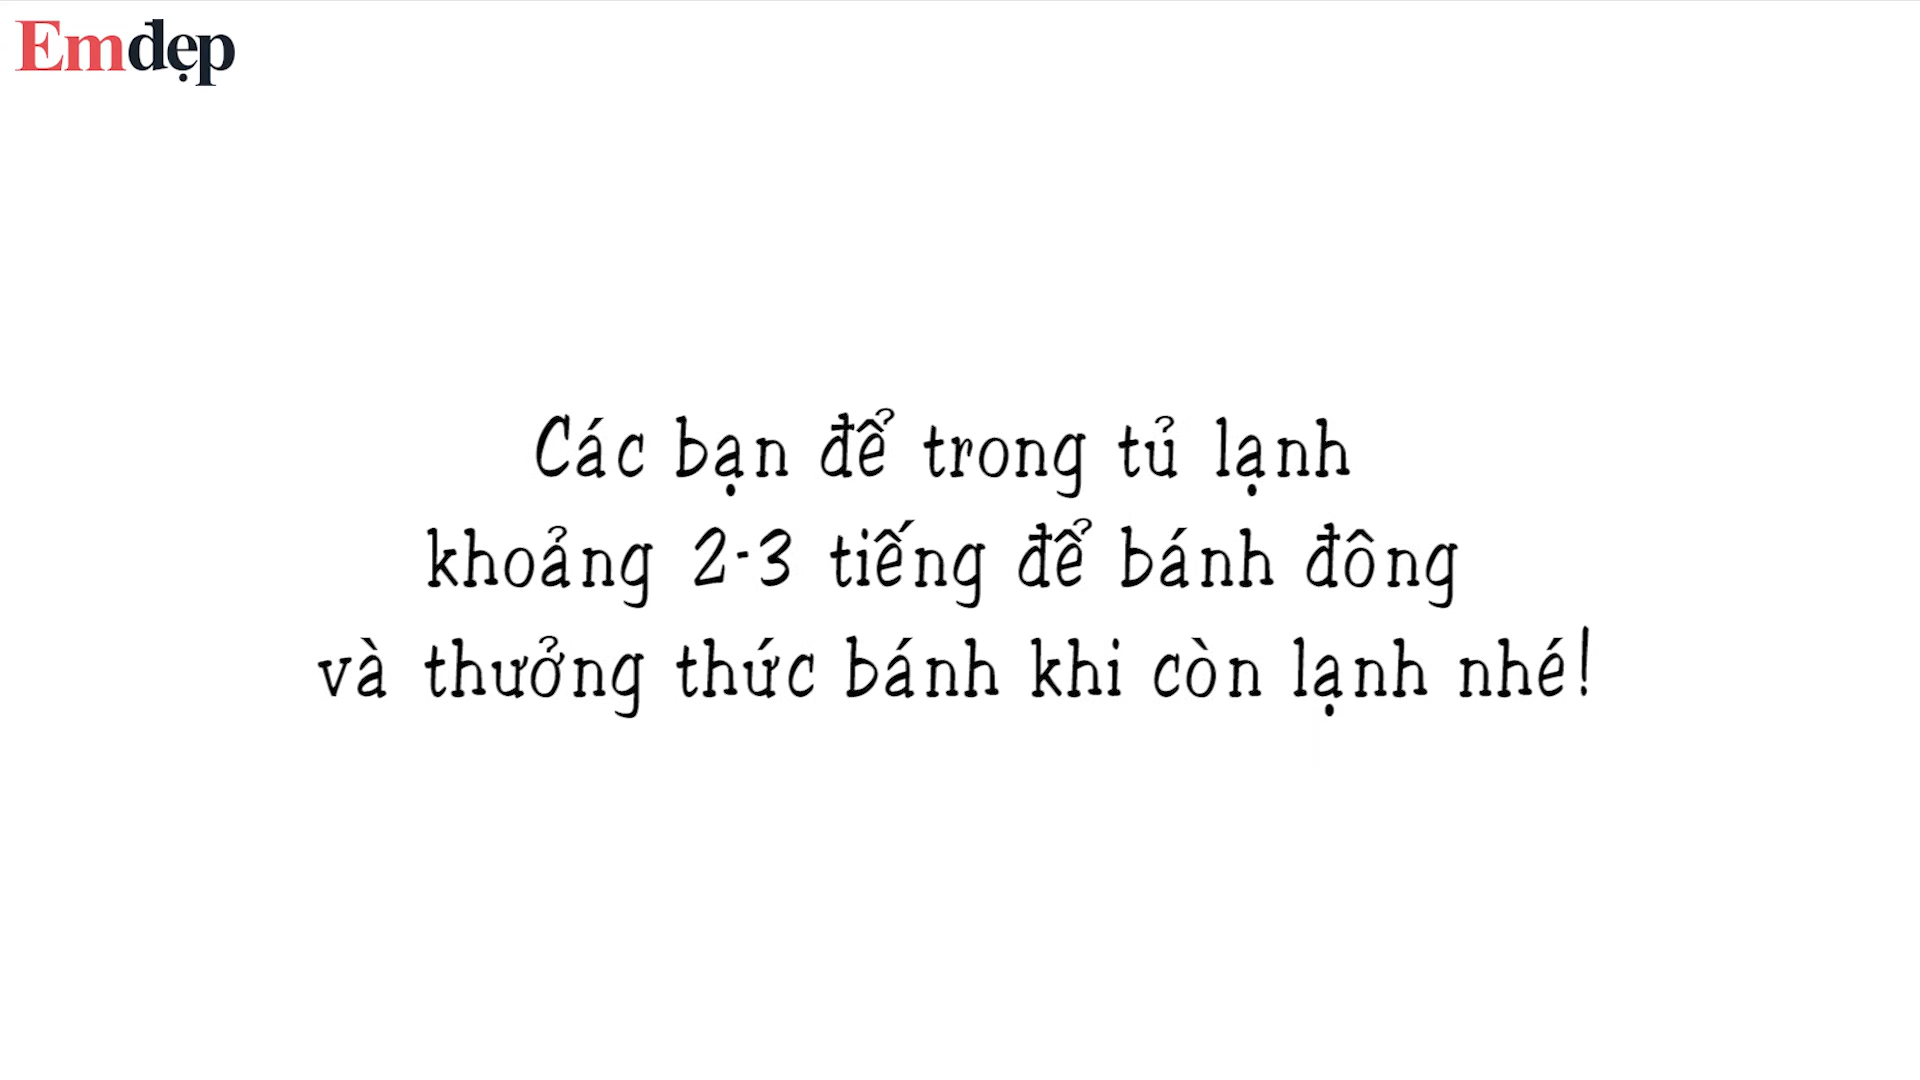 Emdẹp
Các bạn để trong tủ lạnh
khoảng 2-3 tiếng để bánh đông
và thưởng thức bánh khi còn lạnh nhé!